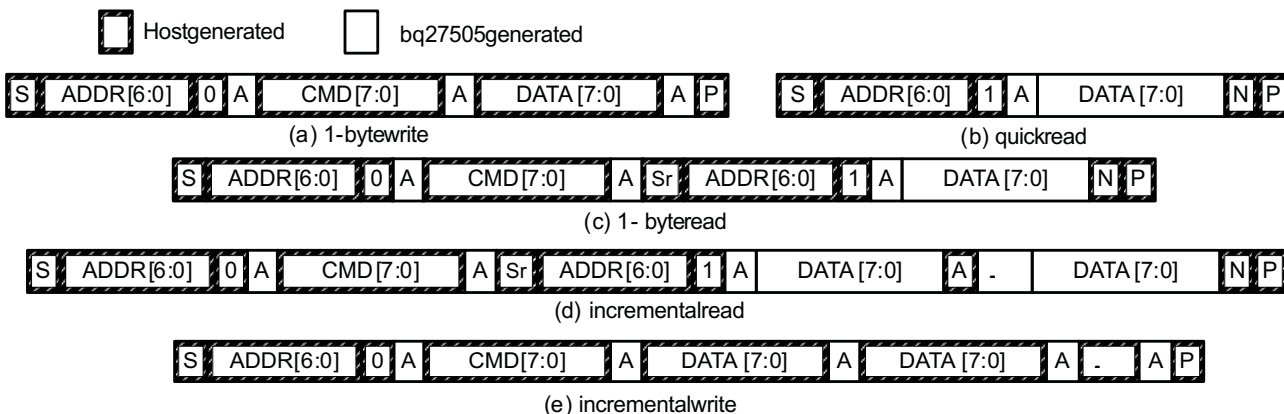 Hostgenerated bq27505generated
S ADDR[6:0] 0 A CMD[7:0] A DATA[7:0] A P S ADDR[6:0] 1 A DATA[7:0] N P
(a) 1-bytewrite (b) quickread
S ADDR[6:0] 0 A CMD[7:0] A Sr ADDR[6:0] 1 A DATA[7:0] N P
(c) 1- byteread
S ADDR[6:0] 0 A CMD[7:0] A Sr ADDR[6:0] 1 A DATA[7:0] A . DATA[7:0] N P
(d) incrementalread
S ADDR[6:0] 0 A CMD[7:0] A DATA[7:0] A DATA[7:0] A . A P
(e) incrementalwrite